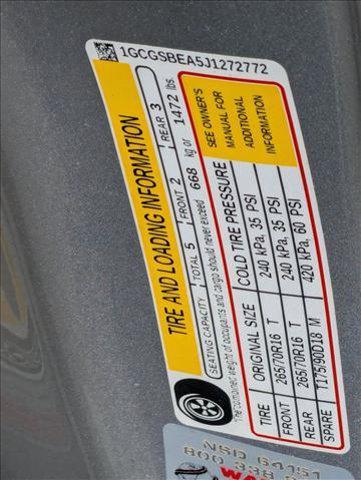 1GCGSBEA5J1272772
TIRE AND LOADING INFORMATION
SEATING CAPACITY TOTAL 5 FRONT 2 REAR 3
The combined weight of occupants and cargo should never exceed 668 kg or 1472 lbs.
TIRE ORIGINAL SIZE COLD TIRE PRESSURE
FRONT 265/70R16 T 240 kPa, 35 PSI
REAR 265/70R16 T 240 kPa, 35 PSI
SPARE T175/90D18 M 420 kPa, 60 PSI
SEE OWNER'S
MANUAL FOR
ADDITIONAL
INFORMATION
NSD 64151
800 338